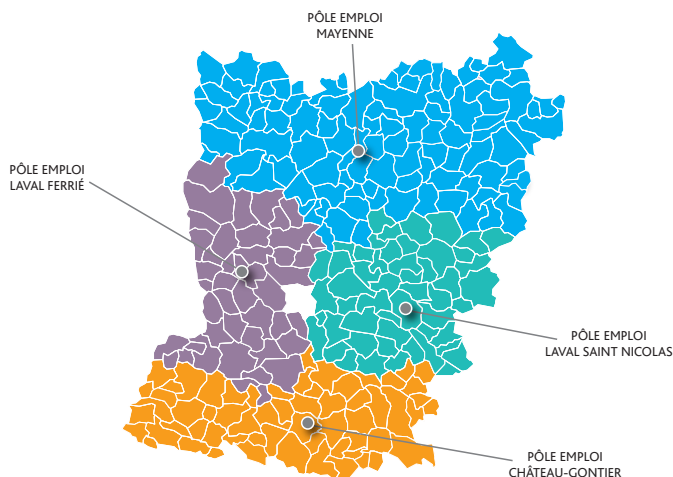 PÔLE EMPLOI
MAYENNE
PÔLE EMPLOI
LAVAL FERRIÉ
PÔLE EMPLOI
LAVAL SAINT NICOLAS
PÔLE EMPLOI
CHÂTEAU-GONTIER